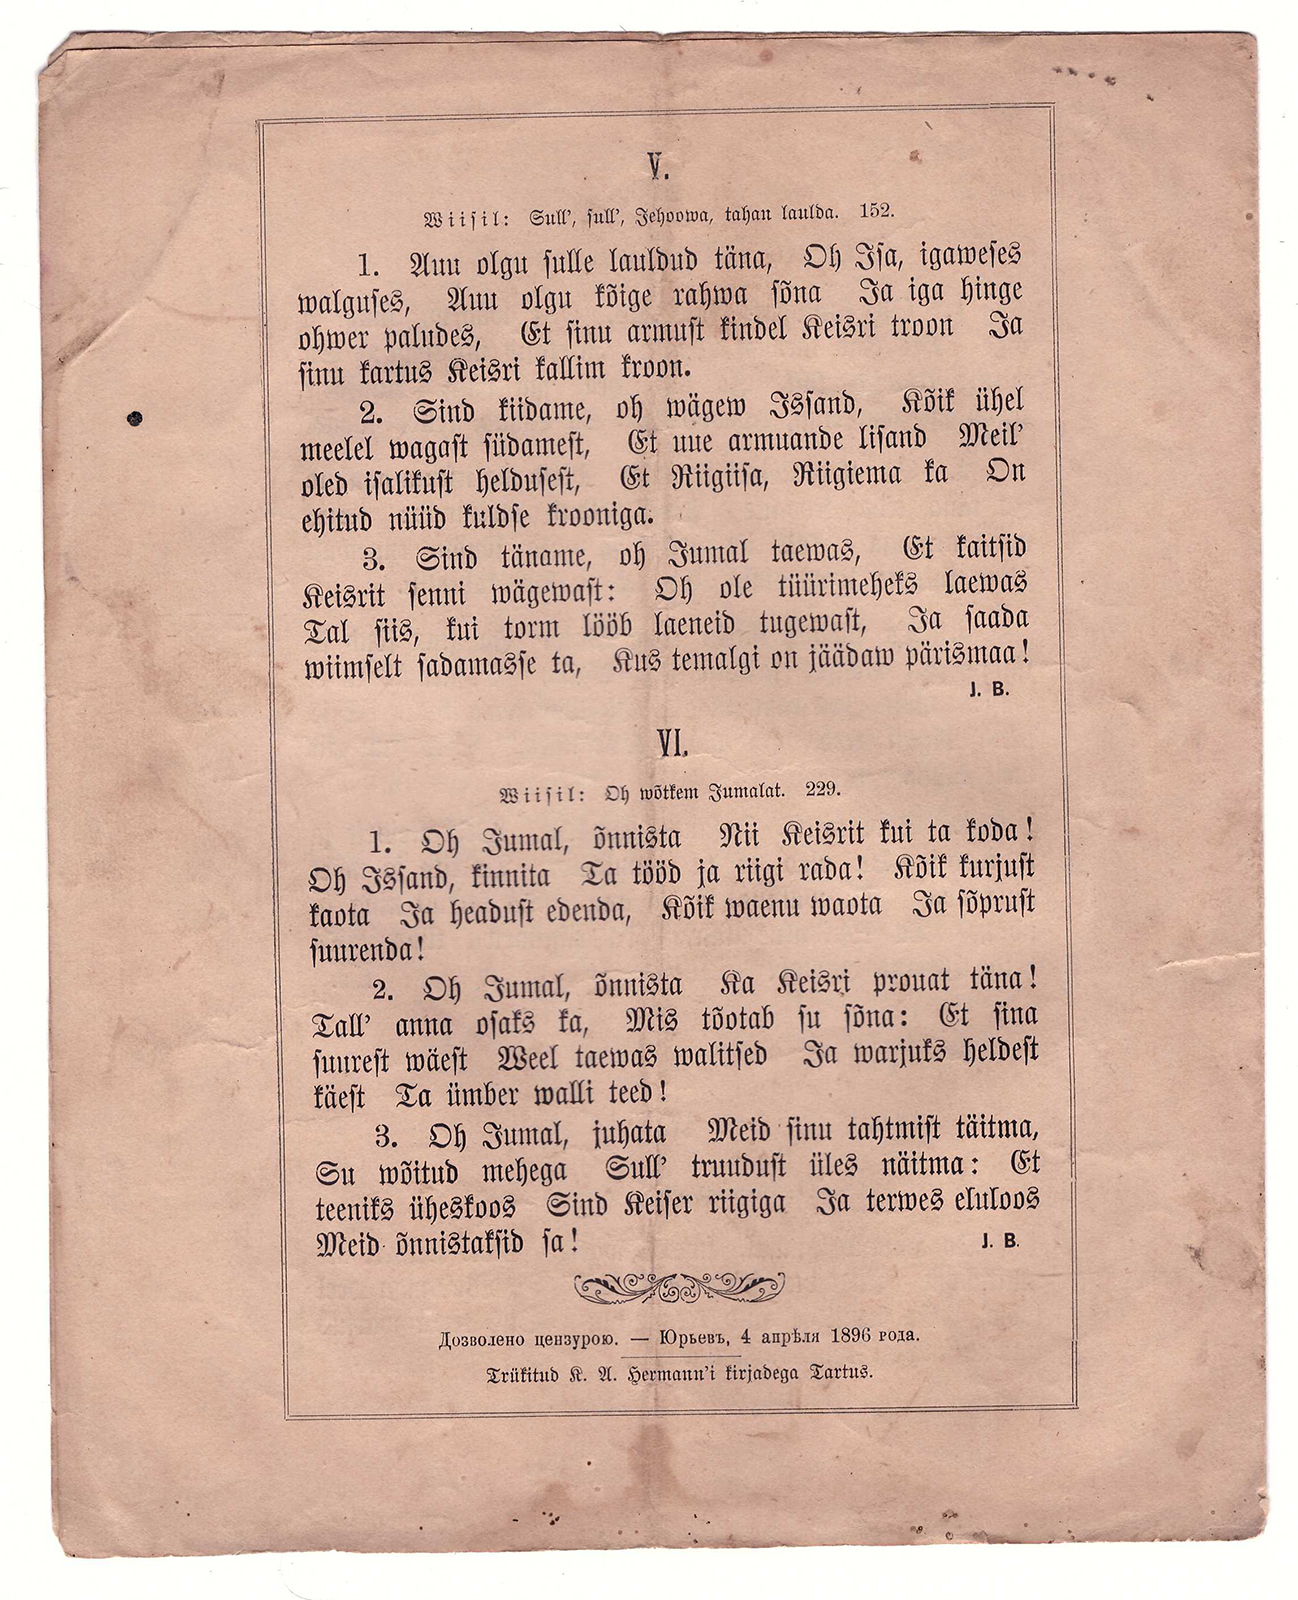 V.
Wiisil: Sull', sull', Jehoowa, tahan laulda. 152.
1. Auu olgu sulle lauldud täna, Oh Isa, igaweses
walguses, Auu olgu kõige rahwa sõna Ja iga hinge
ohwer paludes, Et sinu armust kindel Keisri troon Ja
sinu kartus Keisri kallim kroon.
2. Sind kiidame, oh wägew Issand, Kõik ühel
meelel wagast südamest, Et uue armuande lisand Meil'
oled isalikust heldusest, Et Riigiisa, Riigiema ka On
ehitud nüüd kuldse krooniga.
3. Sind täname, oh Jumal taewas, Et kaitsid
Keisrit senni wägewast: Oh ole tüürimeheks laewas
Tal siis, kui torm lööb laeneid tugewast, Ja saada
wiimselt sadamasse ta, Kus temalgi on jäädaw pärismaa!
J. B.
VI.
Wiisil: Oh wõtkem Jumalat. 229.
1. Oh Jumal, õnnista Nii Keisrit kui ta koda!
Oh Issand, kinnita Ta tööd ja riigi rada! Kõik kurjust
kaota Ja headust edenda, Kõik waenu waota Ja sõprust
suurenda!
2. Oh Jumal, õnnista Ka Keisri prouat täna!
Tall' anna osaks ka, Mis tõotab su sõna: Et sina
suurest wäest Weel taewas walitsed Ja warjuks heldest
käest Ta ümber walli teed!
3. Oh Jumal, juhata Meid sinu tahtmist täitma,
Su wõitud mehega Sull' truudust üles näitma: Et
teeniks üheskoos Sind Keiser riigiga Ja terwes eluloos
Meid õnnistaksid sa!
J. B.
Дозволено цензурою. — Юрьевъ, 4 апрѣля 1896 года.
Trükitud K. A. Hermann'i kirjadega Tartus.